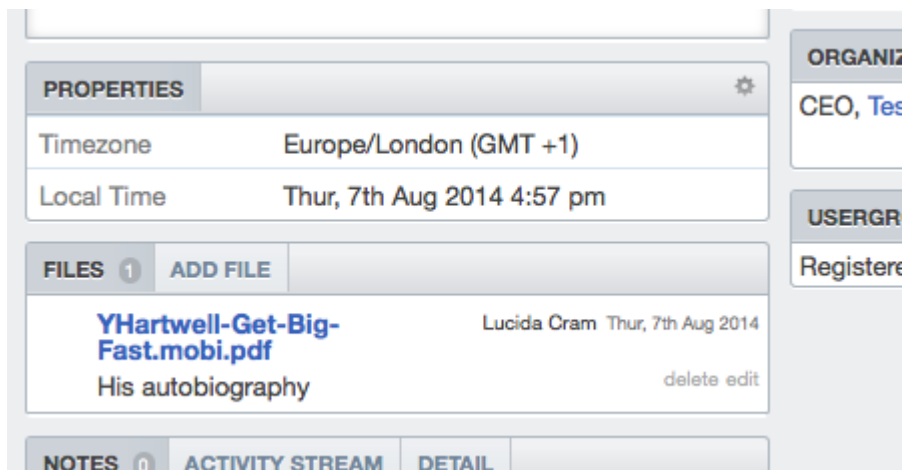 PROPERTIES
Timezone Europe/London (GMT +1)
Local Time Thur, 7th Aug 2014 4:57 pm
FILES 1 ADD FILE
YHartwell-Get-Big-
Fast.mobi.pdf
Lucida Cram Thur, 7th Aug 2014
His autobiography
delete edit
NOTES 0 ACTIVITY STREAM DETAIL
ORGANIZ
CEO, Tes
USERGR
Registere